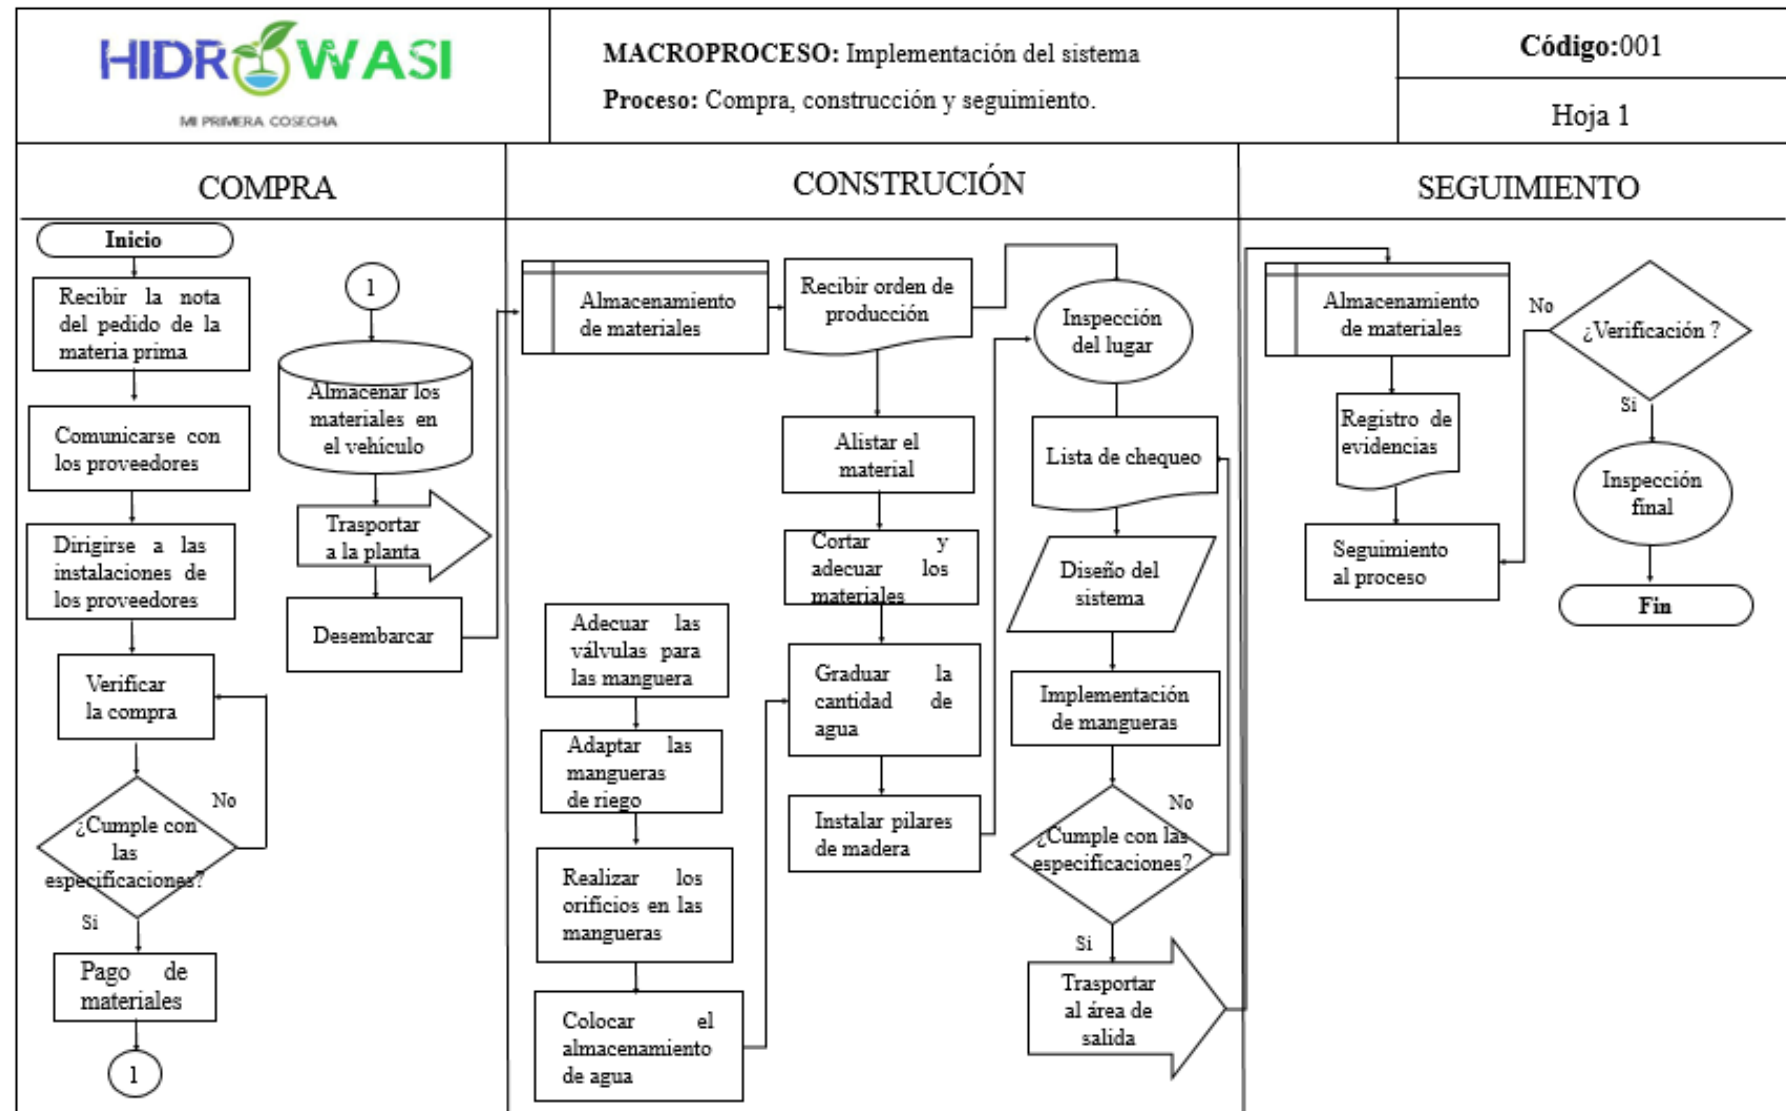 HIDROWASI
MI PRIMERA COSECHA
MACROPROCESO: Implementación del sistema
Proceso: Compra, construcción y seguimiento.
Código:001
Hoja 1
COMPRA
Inicio
Recibir la nota
del pedido de la
materia prima
Comunicarse con
los proveedores
Dirigirse a las
instalaciones de
los proveedores
Verificar
la compra
¿Cumple con
las
especificaciones?
No
Si
Pago de
materiales
1
1
Almacenar los
materiales en
el vehículo
Trasportar
a la planta
Desembarcar
CONSTRUCIÓN
Almacenamiento
de materiales
Recibir orden de
producción
Alistar el
material
Cortar y
adecuar los
materiales
Adecuar las
válvulas para
las manguera
Adaptar las
mangueras
de riego
Realizar los
orificios en las
mangueras
Colocar el
almacenamiento
de agua
Graduar la
cantidad de
agua
Instalar pilares
de madera
Inspección
del lugar
Lista de chequeo
Diseño del
sistema
Implementación
de mangueras
¿Cumple con las
especificaciones?
No
Si
Trasportar
al área de
salida
SEGUIMIENTO
Almacenamiento
de materiales
Registro de
evidencias
Seguimiento
al proceso
¿Verificación ?
No
Si
Inspección
final
Fin